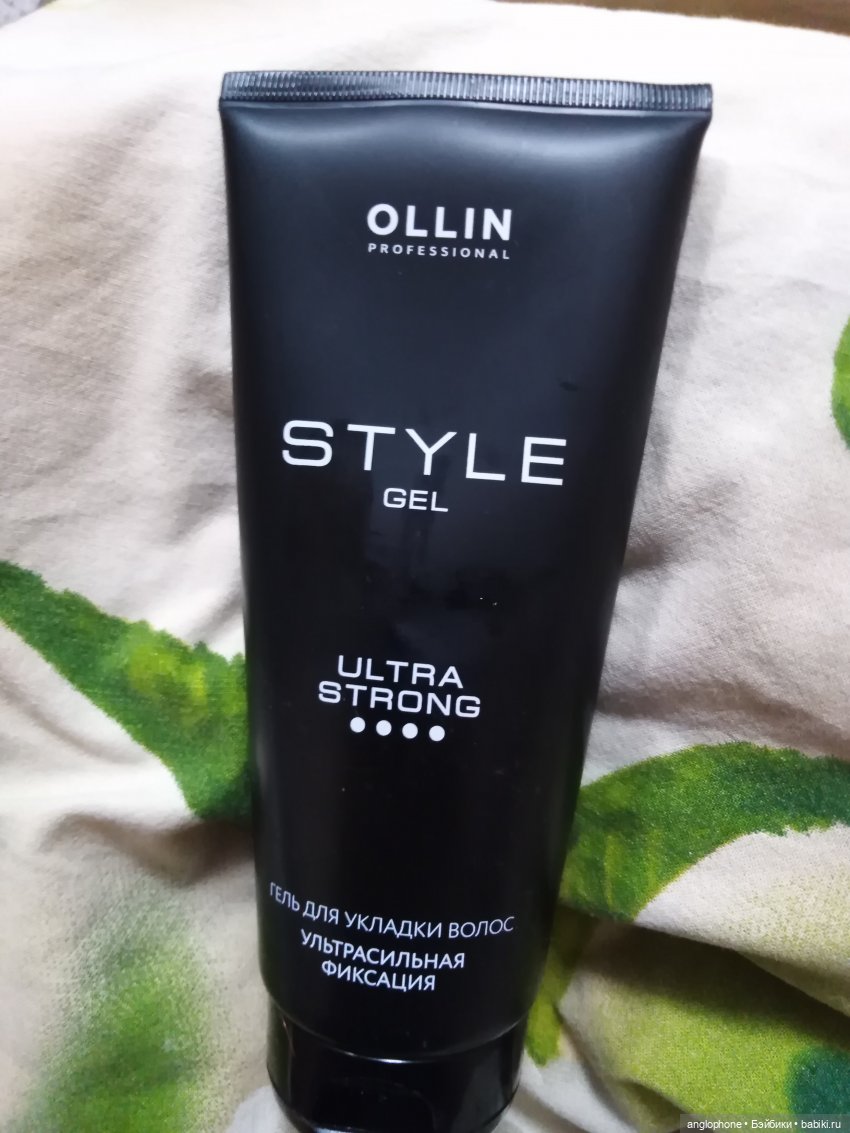 OLLIN
PROFESSIONAL
STYLE
GEL
ULTRA
STRONG
ГЕЛЬ ДЛЯ УКЛАДКИ ВОЛОС
УЛЬТРАСИЛЬНАЯ
ФИКСАЦИЯ
anglophone • Бэйбики • babiki.ru